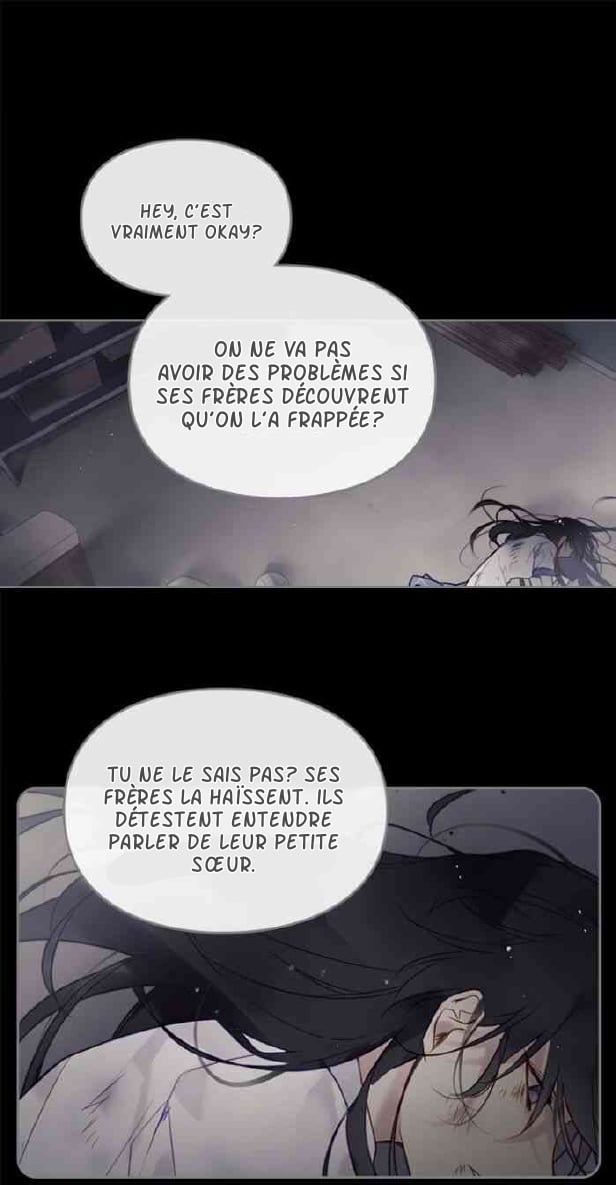 HEY, C'EST
VRAIMENT OKAY?
ON NE VA PAS
AVOIR DES PROBLÈMES SI
SES FRÈRES DÉCOUVRENT
QU'ON L'A FRAPPÉE?
TU NE LE SAIS PAS? SES
FRÈRES LA HAÏSSENT. ILS
DÉTESTENT ENTENDRE
PARLER DE LEUR PETITE
SŒUR.